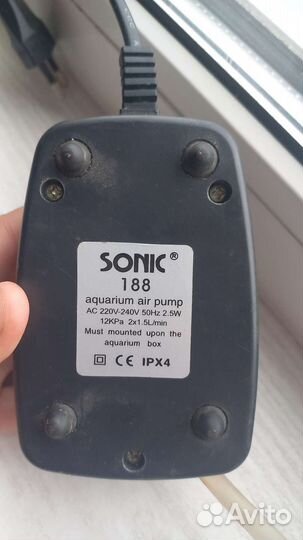 SONIC®
188
aquarium air pump
AC 220V-240V 50Hz 2.5W
12KPa 2x1.5L/min
Must mounted upon the
aquarium box
CE IPX4
Avito